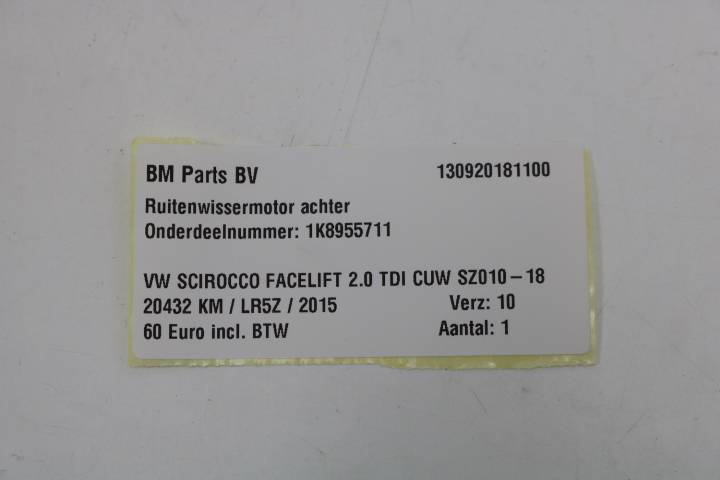 BM Parts BV 130920181100
Ruitenwissermotor achter
Onderdeelnummer: 1K8955711
VW SCIROCCO FACELIFT 2.0 TDI CUW SZ010-18
20432 KM / LR5Z / 2015 Verz: 10
60 Euro incl. BTW Aantal: 1